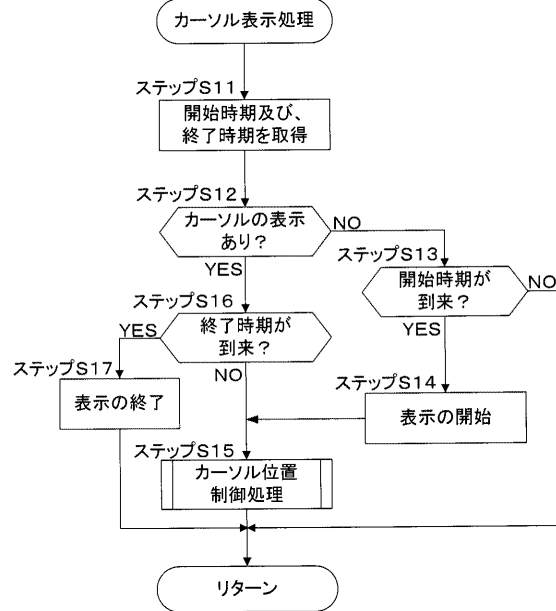 カーソル表示処理
ステップS11
開始時期及び、
終了時期を取得
ステップS12
カーソルの表示
あり？
NO
YES
ステップS13
開始時期が
到来？
NO
YES
ステップS16
終了時期が
到来？
YES
NO
ステップS17
表示の終了
ステップS14
表示の開始
ステップS15
カーソル位置
制御処理
リターン